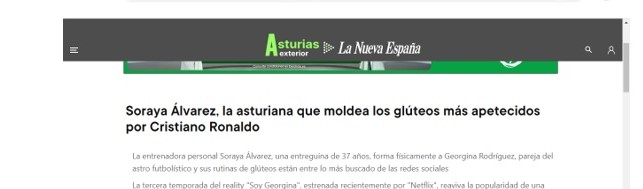 Asturias La Nueva España
exterior
Soraya Álvarez, la asturiana que moldea los glúteos más apetecidos
por Cristiano Ronaldo
La entrenadora personal Soraya Álvarez, una entreguina de 37 años, forma físicamente a Georgina Rodríguez, pareja del
astro futbolístico y sus rutinas de glúteos están entre lo más buscado de las redes sociales
La tercera temporada del reality "Soy Georgina", estrenada recientemente por "Netflix", reaviva la popularidad de una